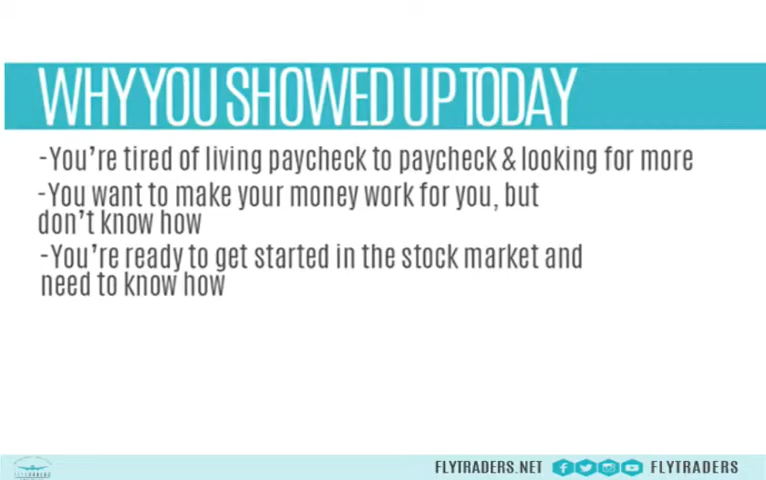 WHY YOU SHOWED UP TODAY
-You're tired of living paycheck to paycheck & looking for more
-You want to make your money work for you, but
don't know how
-You're ready to get started in the stock market and
need to know how
FLYTRADERS.NET FLYTRADERS